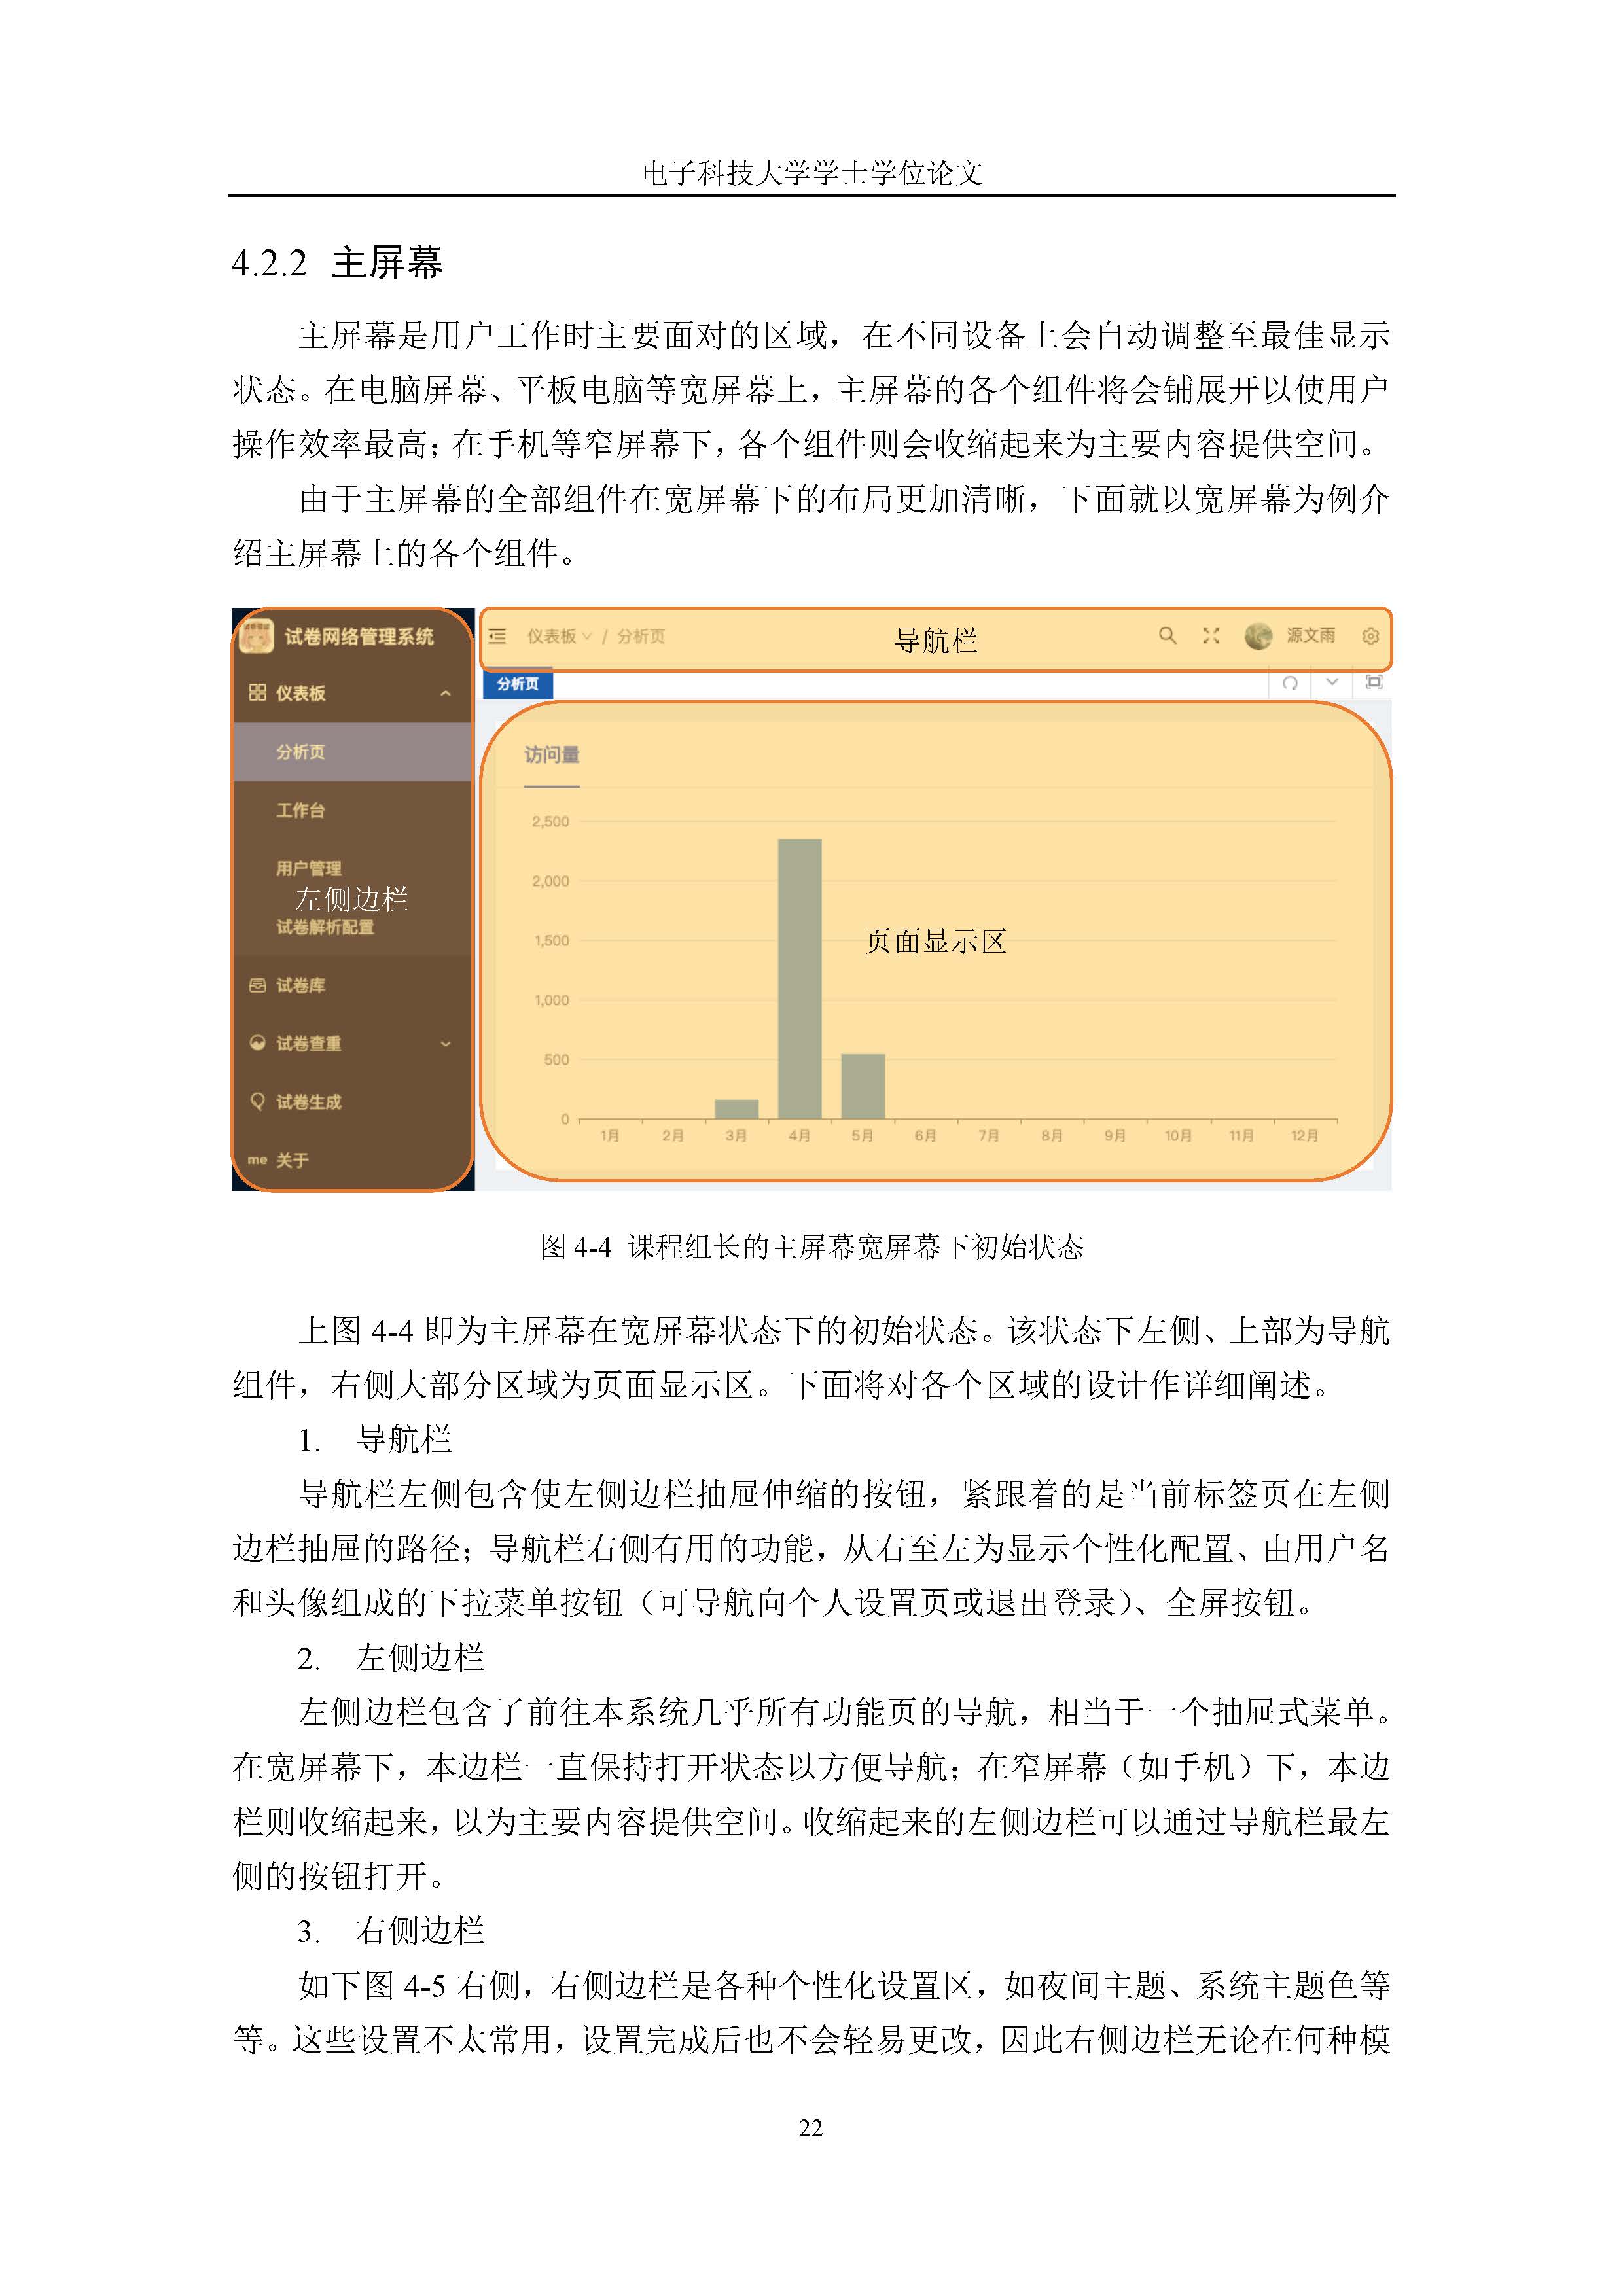 电子科技大学学士学位论文
4.2.2 主屏幕
主屏幕是用户工作时主要面对的区域，在不同设备上会自动调整至最佳显示
状态。在电脑屏幕、平板电脑等宽屏幕上，主屏幕的各个组件将会铺展开以使用户
操作效率最高；在手机等窄屏幕下，各个组件则会收缩起来为主要内容提供空间。
由于主屏幕的全部组件在宽屏幕下的布局更加清晰，下面就以宽屏幕为例介
绍主屏幕上的各个组件。
试卷网络管理系统
仪表板
分析页
工作台
用户管理
左侧边栏
试卷解析配置
试卷库
试卷查重
试卷生成
me 关于
仪表板 / 分析页
导航栏
源文雨
分析页
访问量
2,500
2,000
1,500
页面显示区
1,000
500
0
1月 2月 3月 4月 5月 6月 7月 8月 9月 10月 11月 12月
图 4-4 课程组长的主屏幕宽屏幕下初始状态
上图 4-4 即为主屏幕在宽屏幕状态下的初始状态。该状态下左侧、上部为导航
组件，右侧大部分区域为页面显示区。下面将对各个区域的设计作详细阐述。
1. 导航栏
导航栏左侧包含使左侧边栏抽屉伸缩的按钮，紧跟着的是当前标签页在左侧
边栏抽屉的路径；导航栏右侧有用的功能，从右至左为显示个性化配置、由用户名
和头像组成的下拉菜单按钮（可导航向个人设置页或退出登录）、全屏按钮。
2. 左侧边栏
左侧边栏包含了前往本系统几乎所有功能页的导航，相当于一个抽屉式菜单。
在宽屏幕下，本边栏一直保持打开状态以方便导航；在窄屏幕（如手机）下，本边
栏则收缩起来，以为主要内容提供空间。收缩起来的左侧边栏可以通过导航栏最左
侧的按钮打开。
3. 右侧边栏
如下图 4-5 右侧，右侧边栏是各种个性化设置区，如夜间主题、系统主题色等
等。这些设置不太常用，设置完成后也不会轻易更改，因此右侧边栏无论在何种模
22